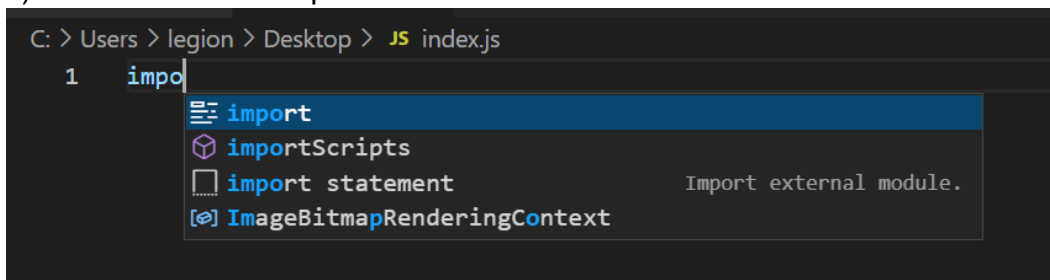 C: > Users > legion > Desktop > JS index.js
1 impo
import
importScripts
import statement Import external module.
ImageBitmapRenderingContext